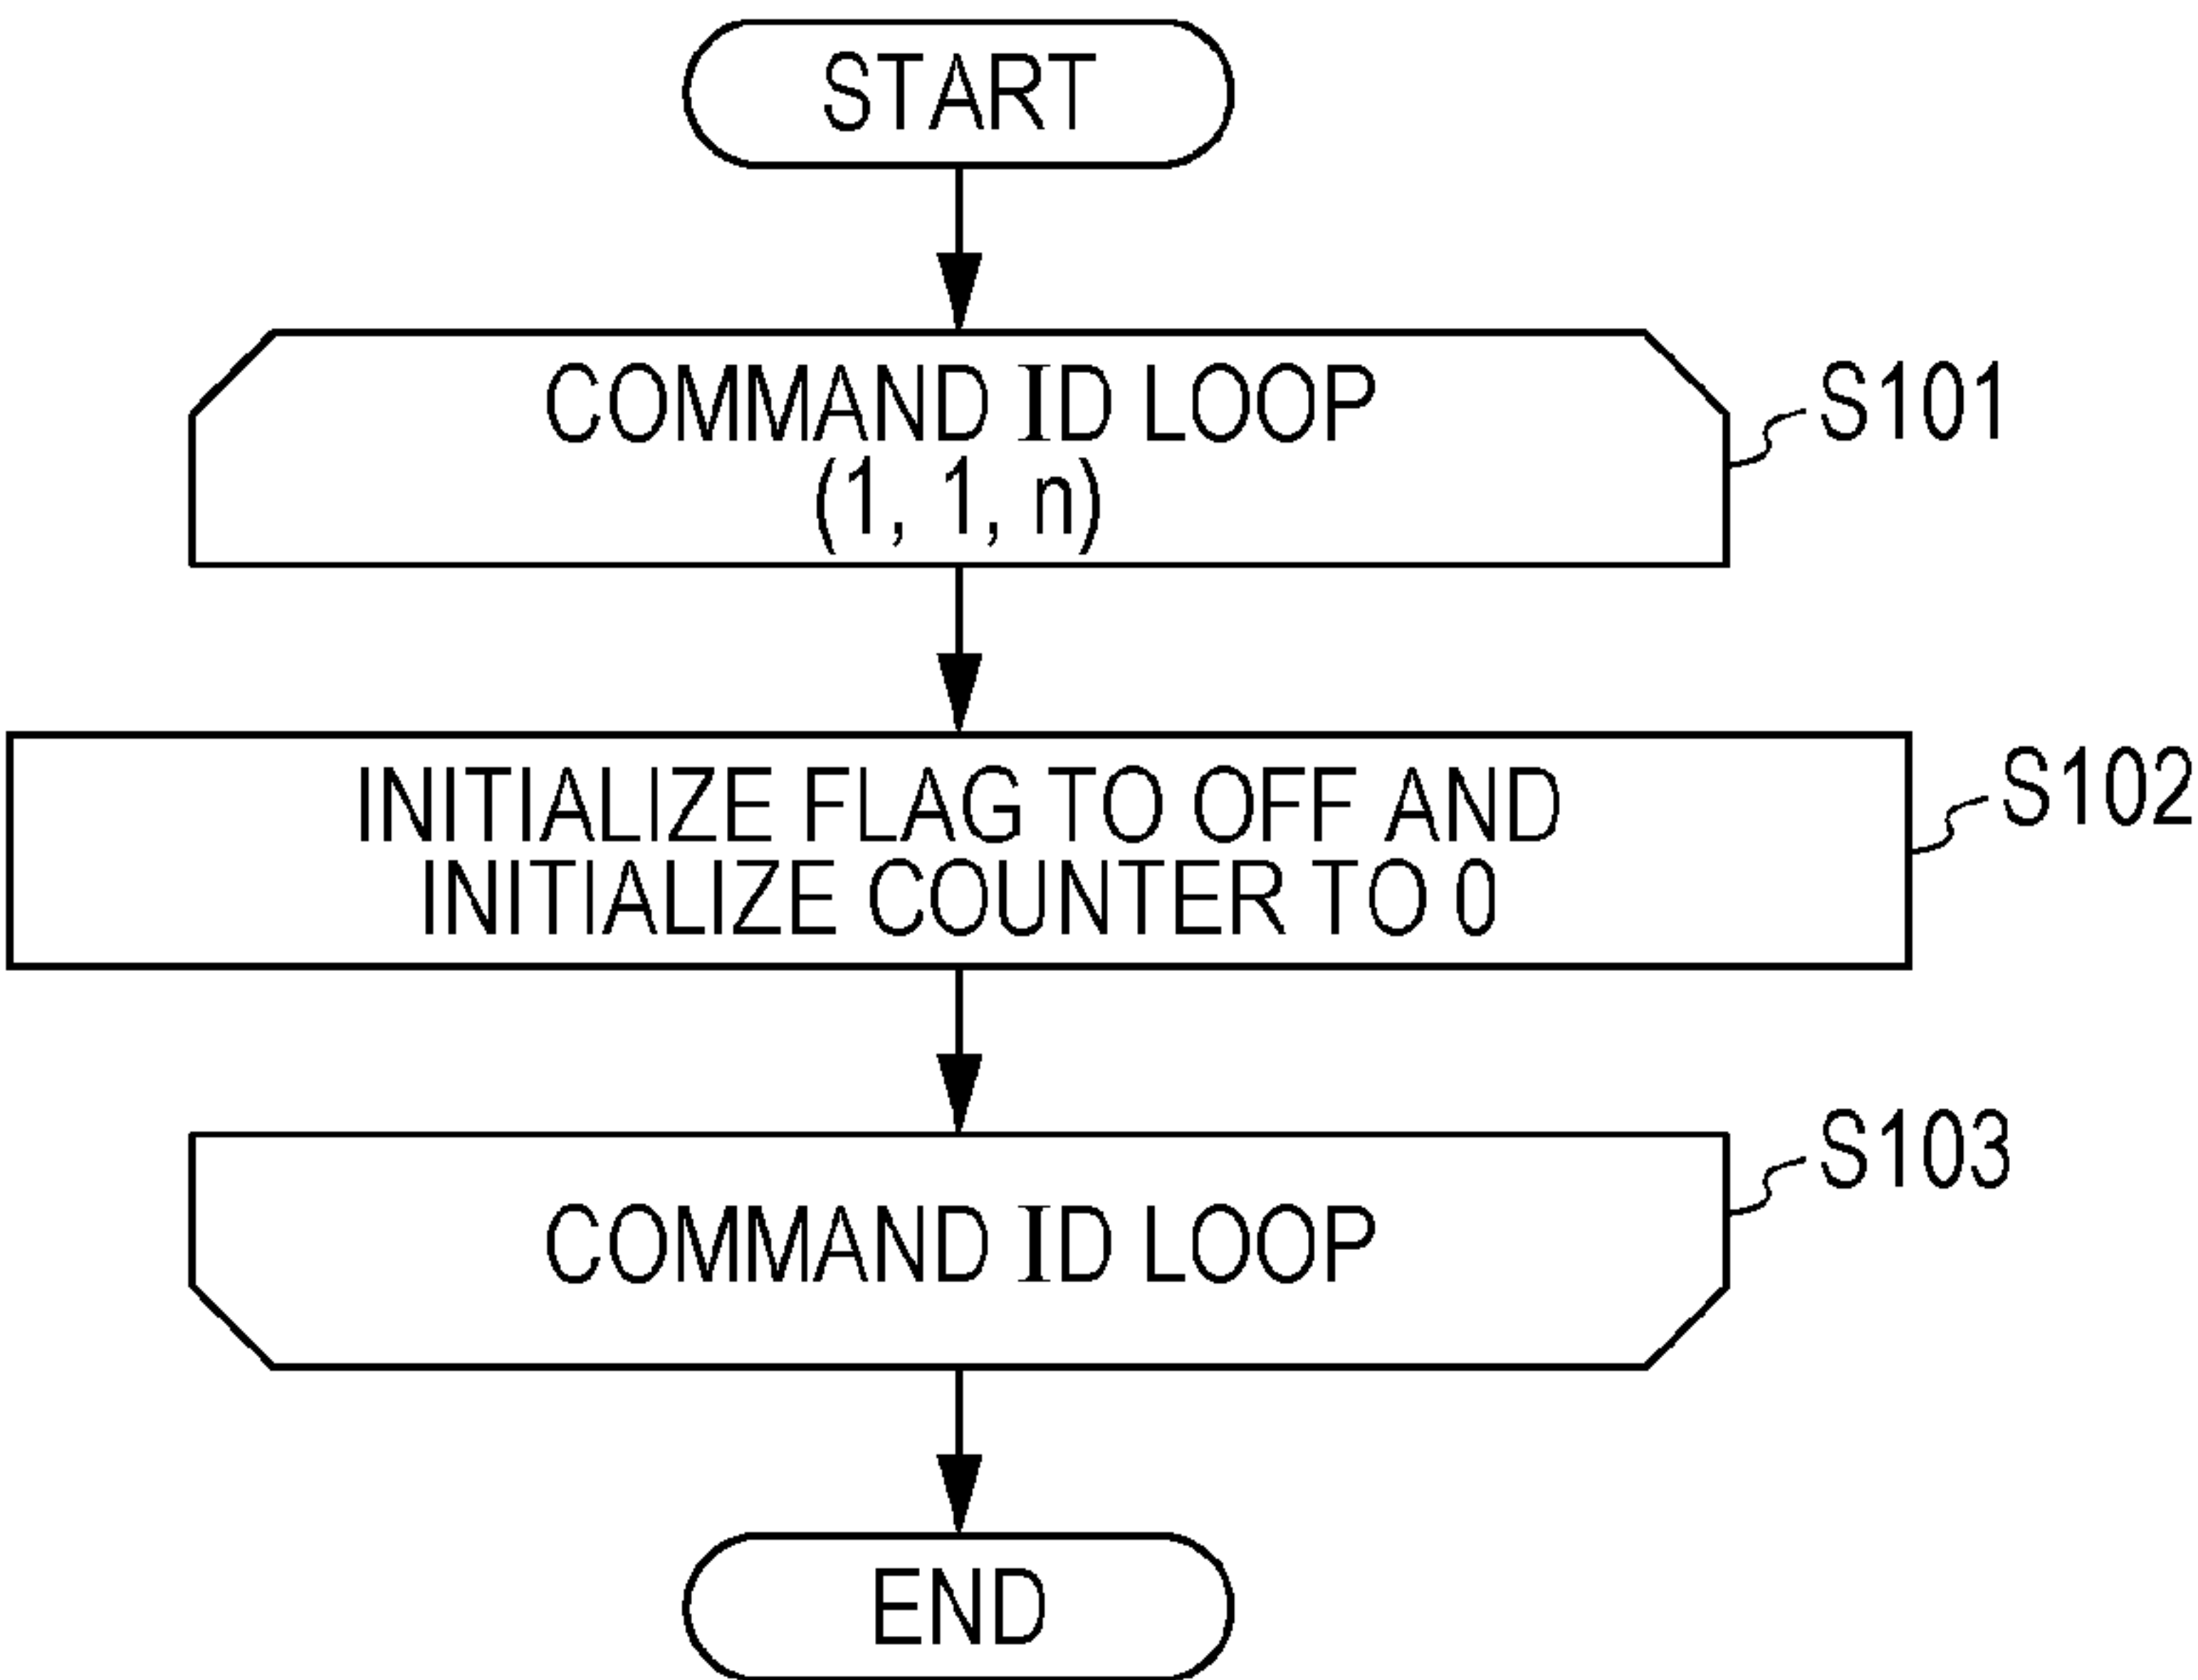 START
COMMAND ID LOOP
(1, 1, n)
S101
INITIALIZE FLAG TO OFF AND
INITIALIZE COUNTER TO 0
S102
COMMAND ID LOOP
S103
END